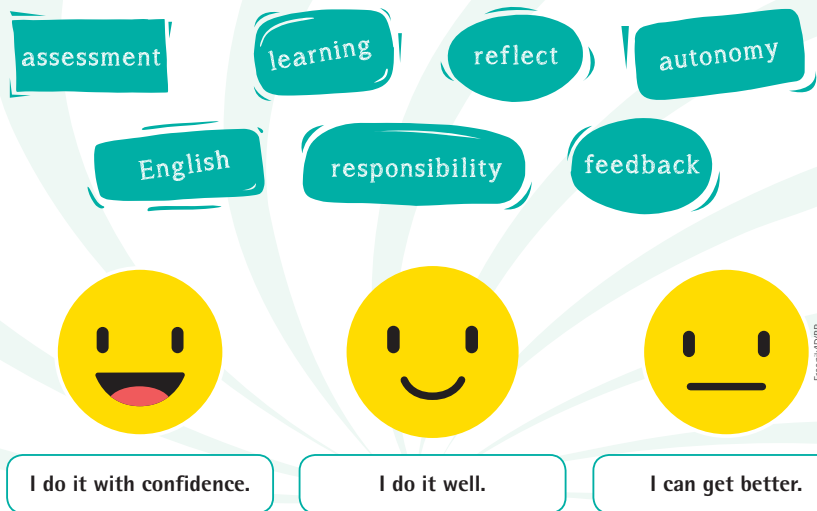 assessment
learning
reflect
autonomy
English
responsibility
feedback
I do it with confidence.
I do it well.
I can get better.